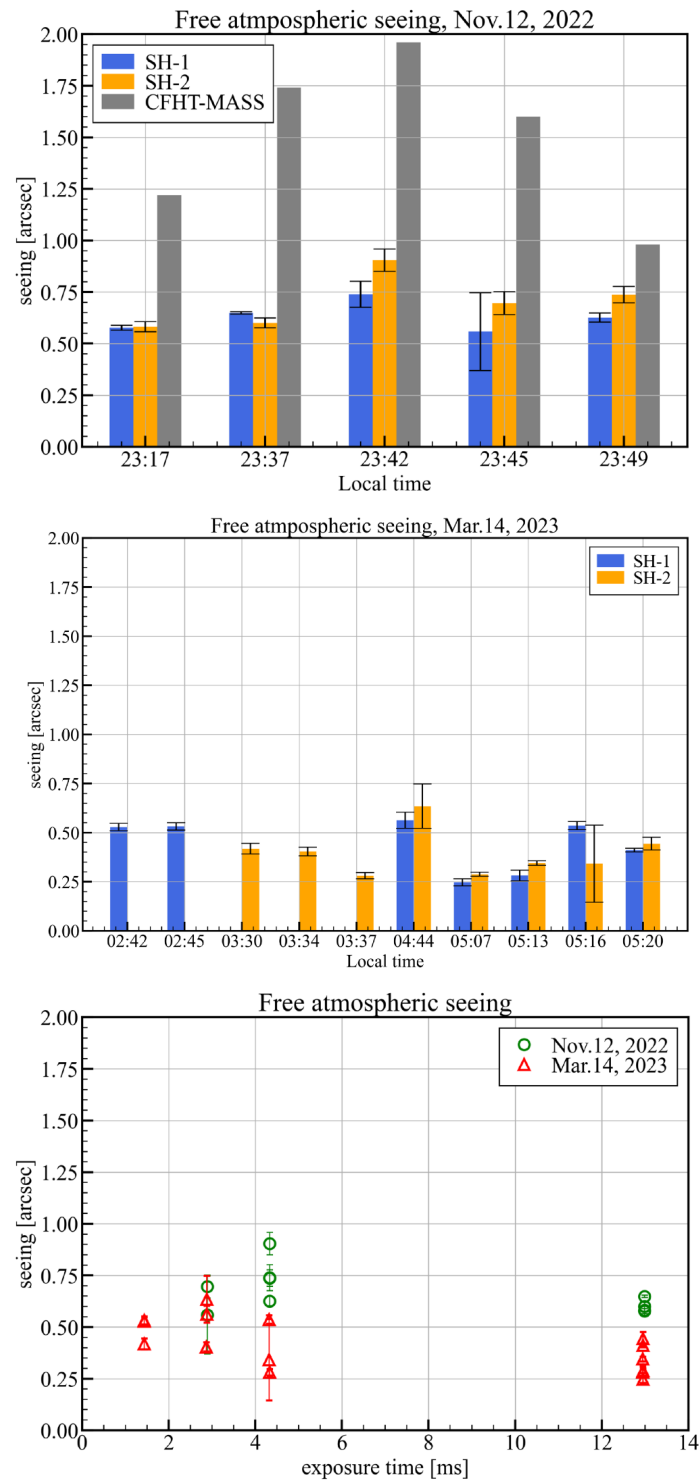 Free atmpospheric seeing, Nov.12, 2022
SH-1
SH-2
CFHT-MASS
seeing [arcsec]
2.00
1.75
1.50
1.25
1.00
0.75
0.50
0.25
0.00
23:17 23:37 23:42 23:45 23:49
Local time
Free atmpospheric seeing, Mar.14, 2023
SH-1
SH-2
seeing [arcsec]
2.00
1.75
1.50
1.25
1.00
0.75
0.50
0.25
0.00
02:42 02:45 03:30 03:34 03:37 04:44 05:07 05:13 05:16 05:20
Local time
Free atmospheric seeing
Nov.12, 2022
Mar.14, 2023
seeing [arcsec]
2.00
1.75
1.50
1.25
1.00
0.75
0.50
0.25
0.00
0 2 4 6 8 10 12 14
exposure time [ms]